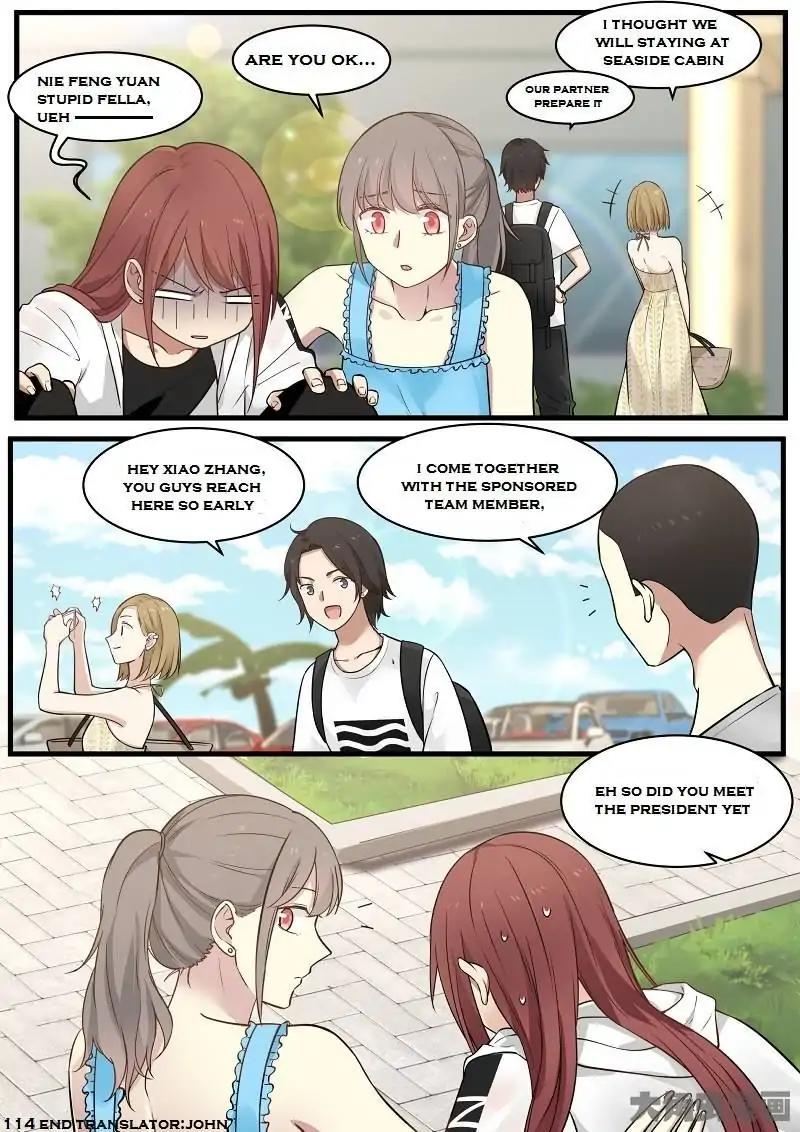 NIE FENG YUAN
STUPID FELLA,
UEH
ARE YOU OK...
I THOUGHT WE
WILL STAYING AT
SEASIDE CABIN
OUR PARTNER
PREPARE IT
HEY XIAO ZHANG,
YOU GUYS REACH
HERE SO EARLY
I COME TOGETHER
WITH THE SPONSORED
TEAM MEMBER,
EH SO DID YOU MEET
THE PRESIDENT YET
114 END TRANSLATOR:JOHN